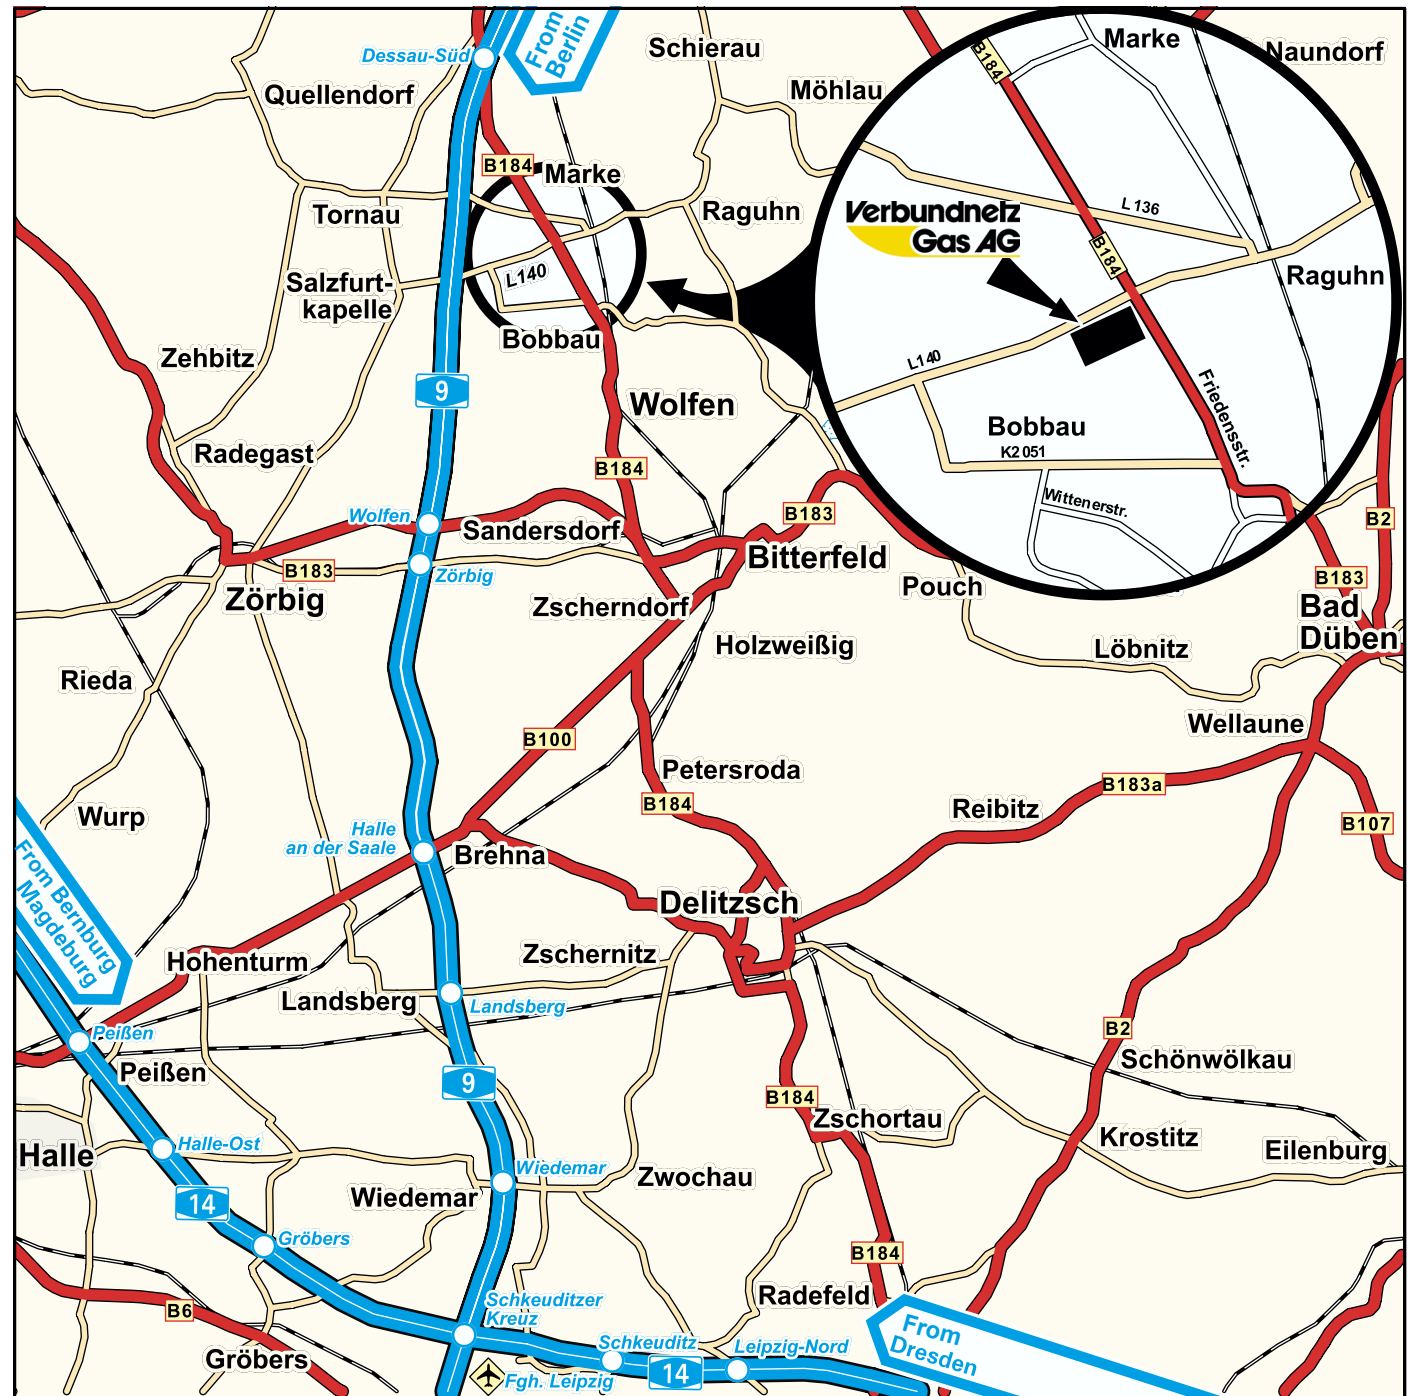 Dessau-Süd
From
Berlin
Schierau
Marke
Naundorf
B184
Quellendorf
Möhlau
B184
Marke
Tornau
Raguhn
L 136
Verbundnetz
Gas AG
B184
Salzfurt-
kapelle
L140
Raguhn
Bobbau
Zehbitz
9
L140
Friedensstr.
Wolfen
Bobbau
K2 051
Radegast
B184
Wittenerstr.
Wolfen
Sandersdorf
B183
B2
Bitterfeld
B183
Zörbig
B183
Pouch
Zörbig
Zscherndorf
Bad
Düben
Holzweißig
Löbnitz
Rieda
Wellaune
B100
Petersroda
B183a
B184
Reibitz
B107
Wurp
Halle
an der Saale
Brehna
From Bernburg
Magdeburg
Delitzsch
Hohenturm
Zschernitz
Landsberg
Landsberg
Peißen
B2
Peißen
Schönwölkau
9
B184
Zschortau
Halle-Ost
Krostitz
Halle
Eilenburg
Wiedemar
Zwochau
14
Wiedemar
Gröbers
B184
Radefeld
Schkeuditzer
Kreuz
B6
From
Dresden
Schkeuditz
Leipzig-Nord
Gröbers
14
Fgh. Leipzig